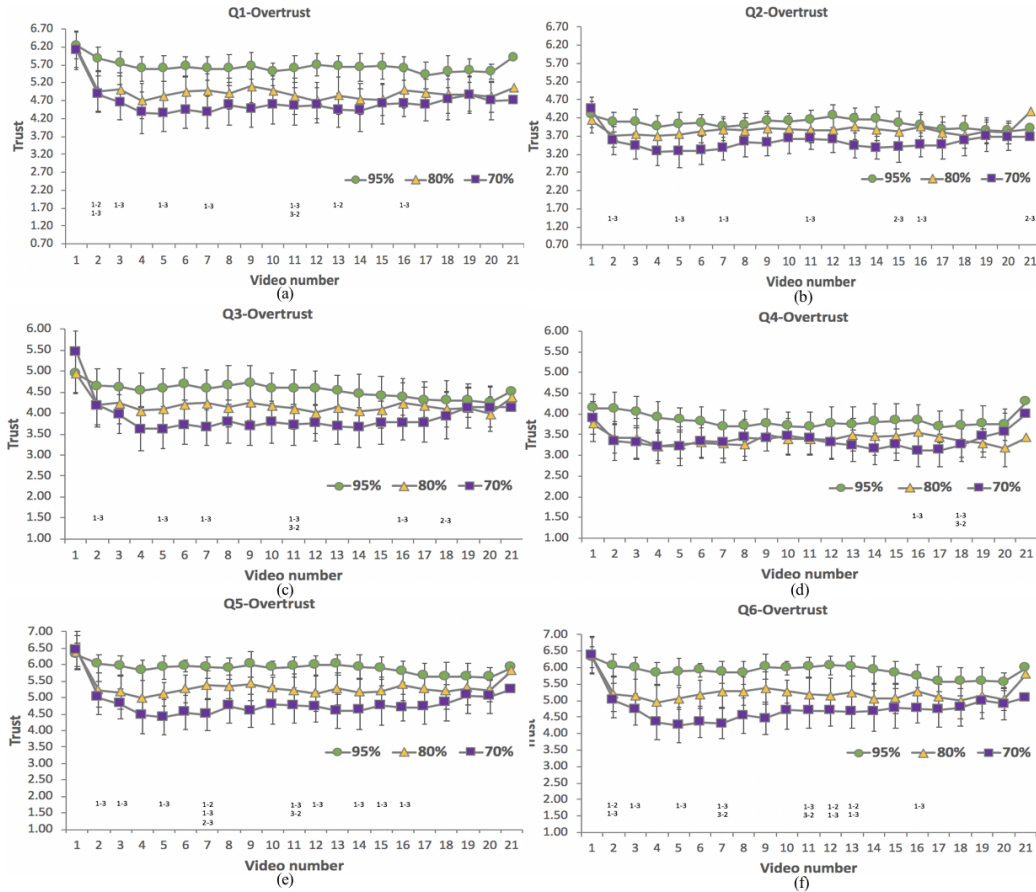 Q1-Overtrust
6.70
6.20
5.70
5.20
4.70
4.20
3.70
3.20
2.70
2.20
1.70
1.20
0.70
Trust
95% 80% 70%
1-2 1-3 1-3 1-3 1-3 1-2 1-3
1-3 3-2
1 2 3 4 5 6 7 8 9 10 11 12 13 14 15 16 17 18 19 20 21
Video number
(a)
Q2-Overtrust
6.70
6.20
5.70
5.20
4.70
4.20
3.70
3.20
2.70
2.20
1.70
1.20
0.70
Trust
95% 80% 70%
1-3 1-3 1-3 1-3 2-3 1-3 2-3
1 2 3 4 5 6 7 8 9 10 11 12 13 14 15 16 17 18 19 20 21
Video number
(b)
Q3-Overtrust
6.00
5.50
5.00
4.50
4.00
3.50
3.00
2.50
2.00
1.50
1.00
Trust
95% 80% 70%
1-3 1-3 1-3 1-3 1-3 2-3
3-2
1 2 3 4 5 6 7 8 9 10 11 12 13 14 15 16 17 18 19 20 21
Video number
(c)
Q4-Overtrust
6.00
5.50
5.00
4.50
4.00
3.50
3.00
2.50
2.00
1.50
1.00
Trust
95% 80% 70%
1-3 1-3
3-2
1 2 3 4 5 6 7 8 9 10 11 12 13 14 15 16 17 18 19 20 21
Video number
(d)
Q5-Overtrust
7.00
6.50
6.00
5.50
5.00
4.50
4.00
3.50
3.00
2.50
2.00
1.50
1.00
Trust
95% 80% 70%
1-3 1-3 1-3 1-2 1-3 1-3 1-3 1-3 1-3
1-3 3-2
2-3
1 2 3 4 5 6 7 8 9 10 11 12 13 14 15 16 17 18 19 20 21
Video number
(e)
Q6-Overtrust
7.00
6.50
6.00
5.50
5.00
4.50
4.00
3.50
3.00
2.50
2.00
1.50
1.00
Trust
95% 80% 70%
1-2 1-3 1-3 1-3 1-3 1-2 1-2 1-3
1-3 3-2 3-2 1-3 1-3
1 2 3 4 5 6 7 8 9 10 11 12 13 14 15 16 17 18 19 20 21
Video number
(f)